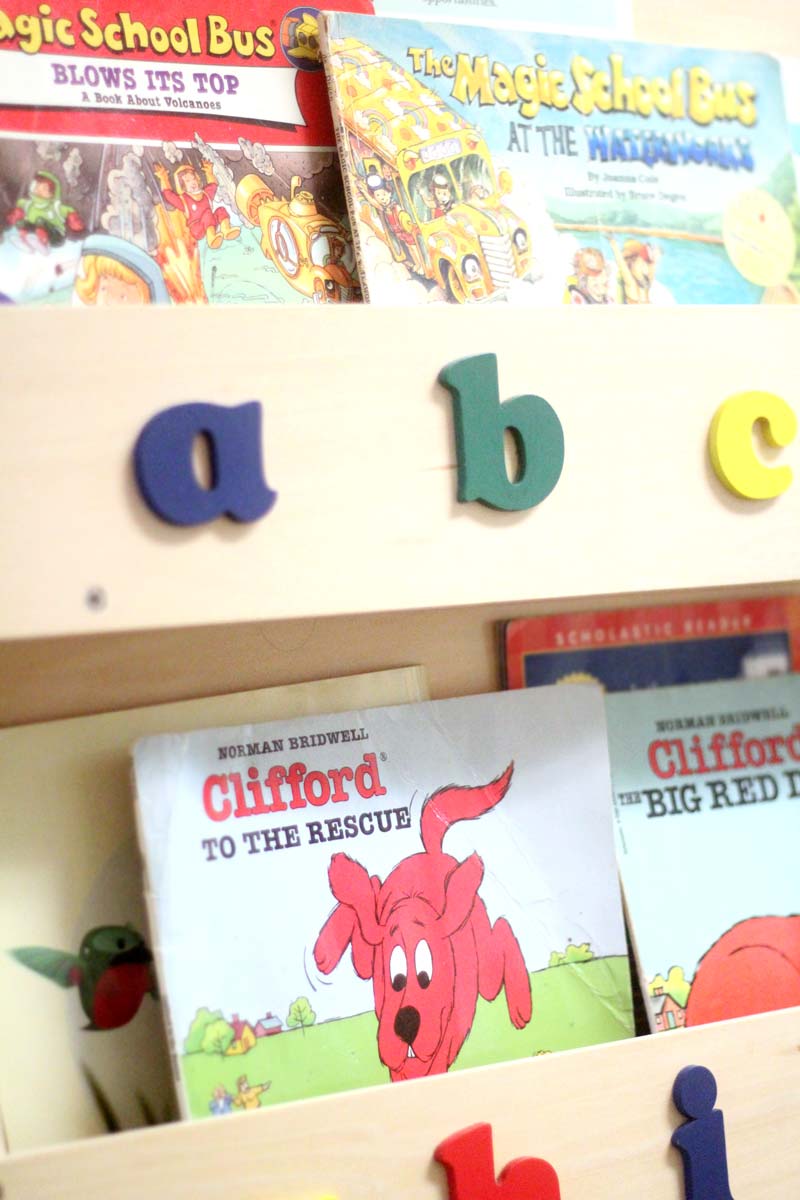 opportunities.
agic School Bus
BLOWS ITS TOP
A Book About Volcanoes
The Magic School Bus
AT THE WATERWORKS
By Joanna Cole
Illustrated by Bruce Degen
a b c
SCHOLASTIC READER
NORMAN BRIDWELL
Clifford®
TO THE RESCUE
NORMAN BRIDWELL
Clifford
THE BIG RED D
h i